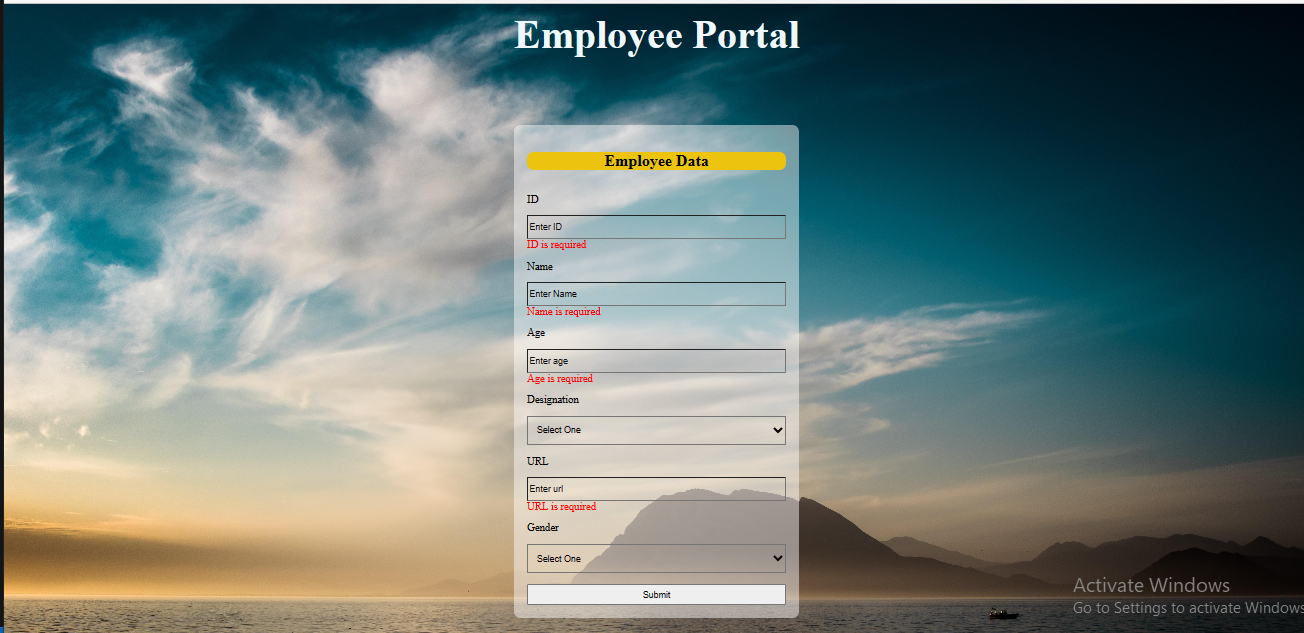 Employee Portal
Employee Data
ID
Enter ID
ID is required
Name
Enter Name
Name is required
Age
Enter age
Age is required
Designation
Select One
URL
Enter url
URL is required
Gender
Select One
Submit
Activate Windows
Go to Settings to activate Windows